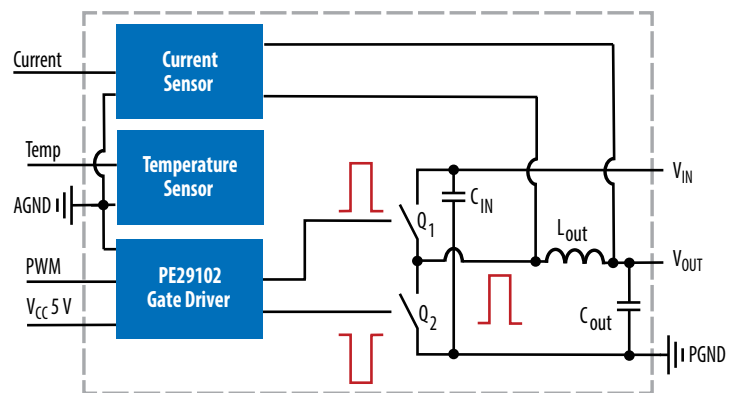 Current
Current
Sensor
Temp
Temperature
Sensor
AGND
PWM
PE29102
Gate Driver
VCC 5 V
Q1
Q2
CIN
Lout
Cout
VIN
VOUT
PGND